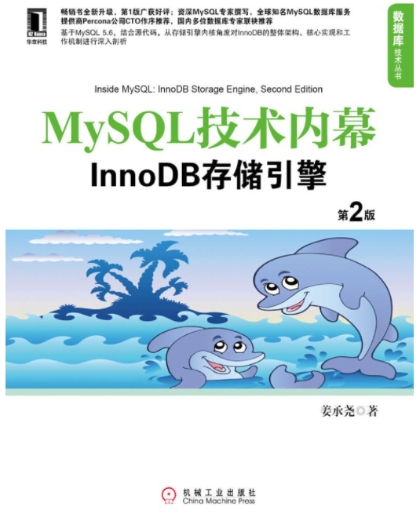 华章科技
畅销书全新升级，第1版广获好评；资深MySQL专家撰写，全球知名MySQL数据库服务
提供商Percona公司CTO作序推荐，国内多位数据库专家联袂推荐
基于MySQL 5.6，结合源代码，从存储引擎内核角度对InnoDB的整体架构、核心实现和工
作机制进行深入剖析
数据库
技术丛书
Inside MySQL: InnoDB Storage Engine, Second Edition
MySQL技术内幕
InnoDB存储引擎
第2版
姜承尧◎著
机械工业出版社
China Machine Press